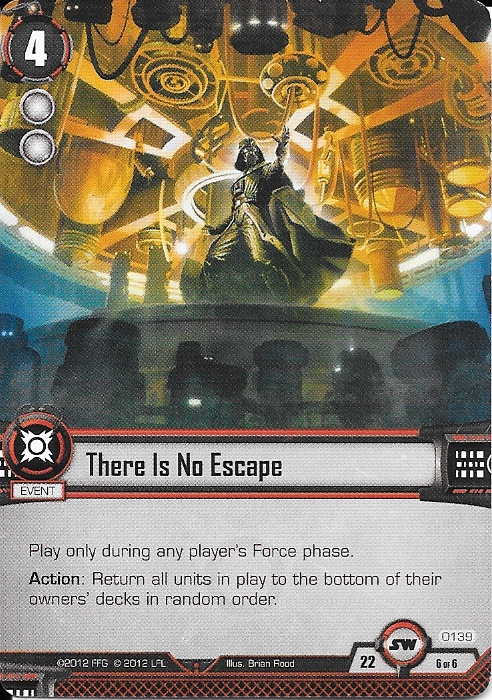 4
There Is No Escape
EVENT
Play only during any player's Force phase.
Action: Return all units in play to the bottom of their
owners' decks in random order.
©2012 FFG © 2012 LFL
Illus. Brian Rood
22
SW
6 of 6
0139